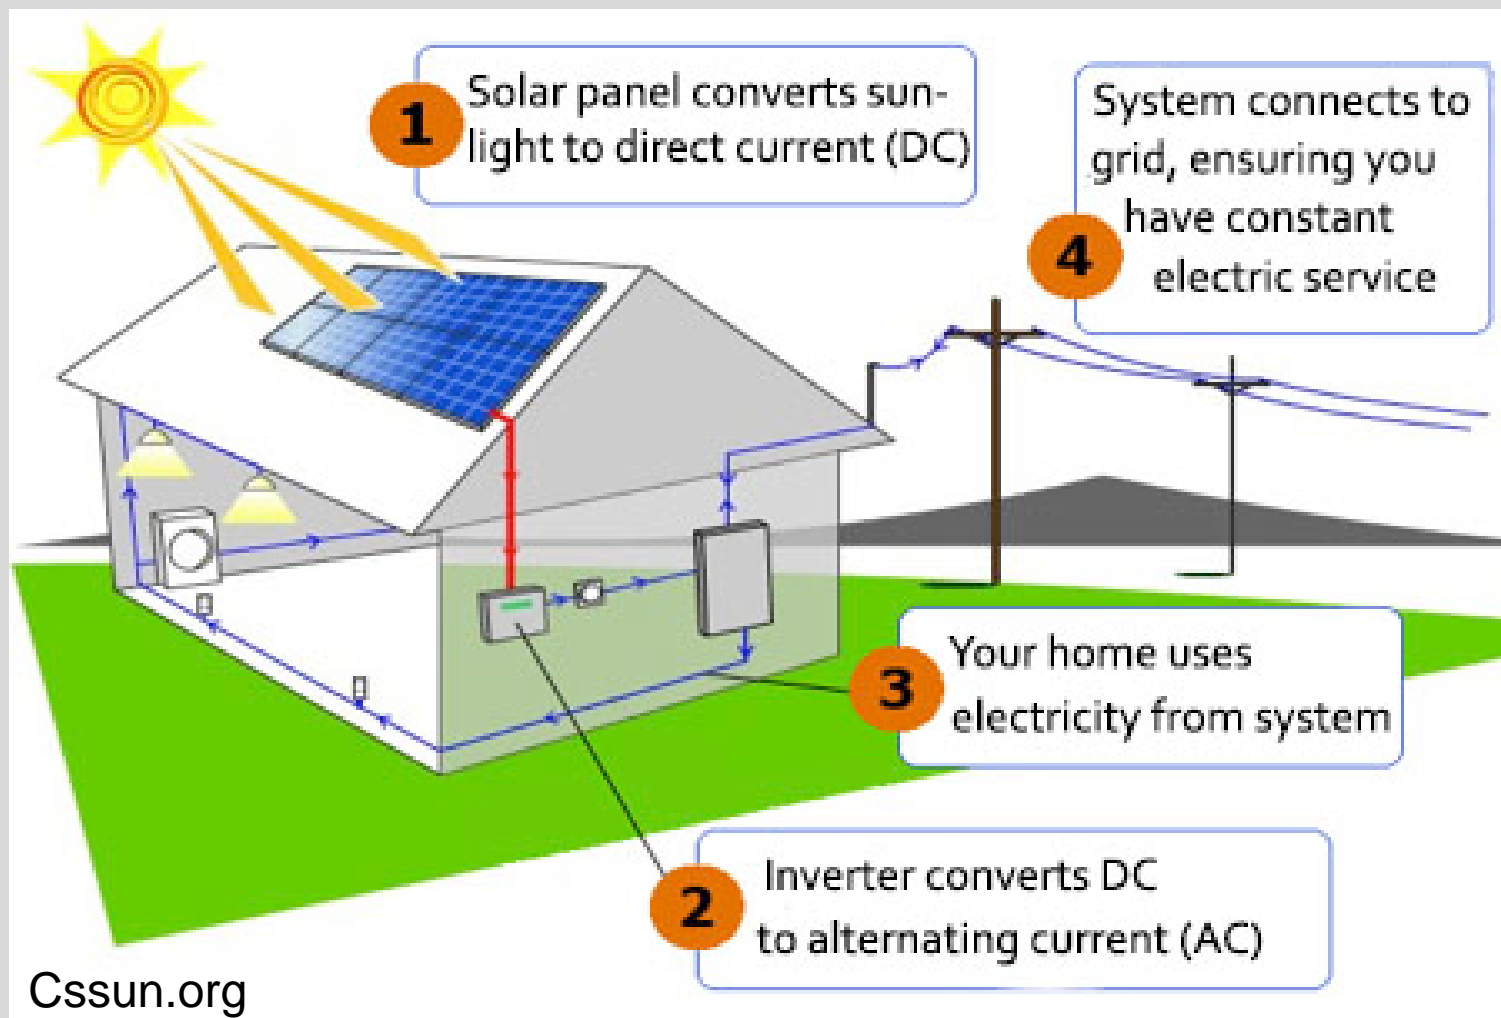 1
Solar panel converts sun-
light to direct current (DC)
System connects to
grid, ensuring you
have constant
electric service
4
3
Your home uses
electricity from system
2
Inverter converts DC
to alternating current (AC)
Cssun.org